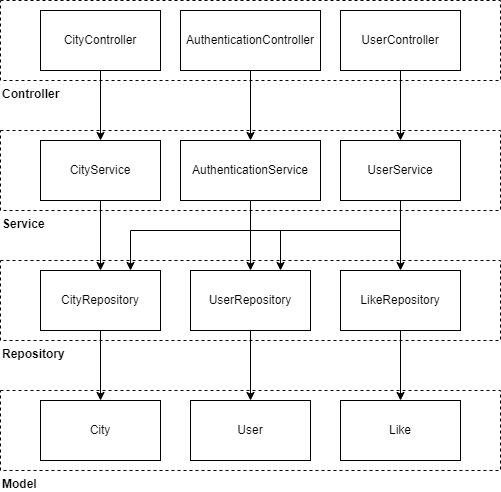 CityController
AuthenticationController
UserController
Controller
CityService
AuthenticationService
UserService
Service
CityRepository
UserRepository
LikeRepository
Repository
City
User
Like
Model